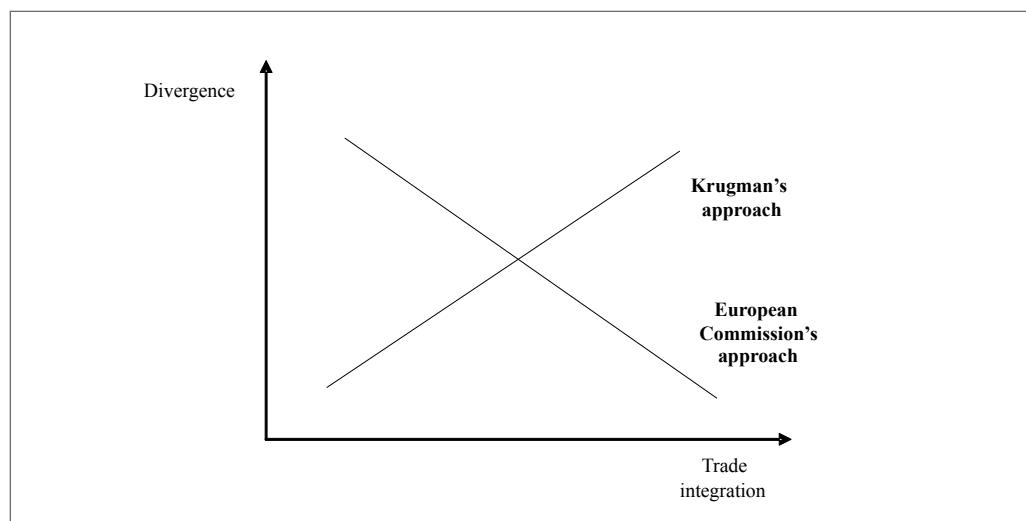 Divergence
Krugman’s
approach
European
Commission’s
approach
Trade
integration